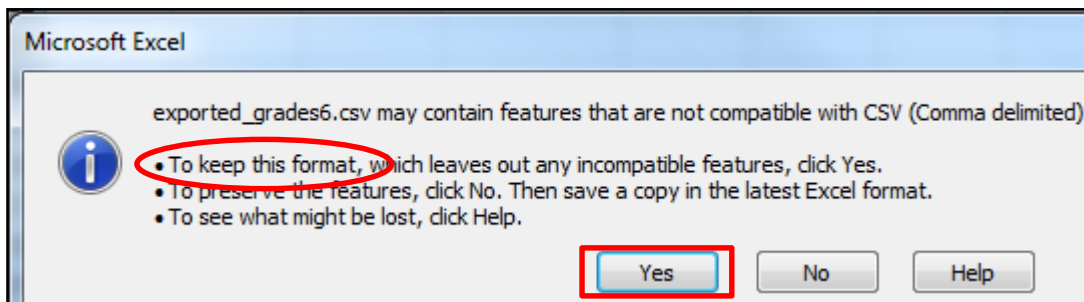 Microsoft Excel
exported_grades6.csv may contain features that are not compatible with CSV (Comma delimited)
• To keep this format, which leaves out any incompatible features, click Yes.
• To preserve the features, click No. Then save a copy in the latest Excel format.
• To see what might be lost, click Help.
Yes No Help